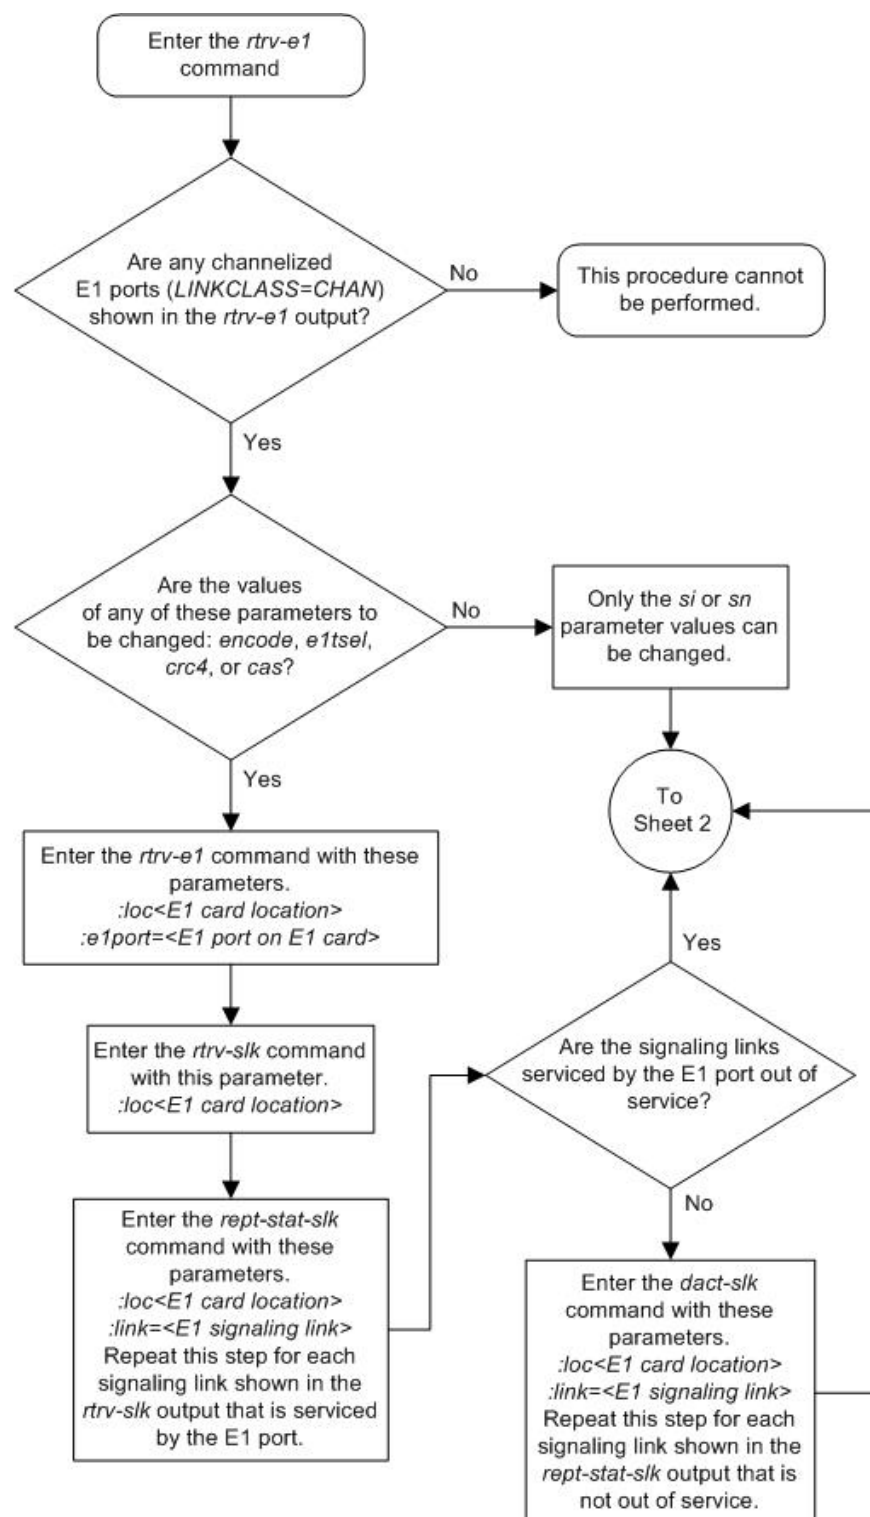 Enter the rtrv-e1
command
Are any channelized
E1 ports (LINKCLASS=CHAN)
shown in the rtrv-e1 output?
No
This procedure cannot
be performed.
Yes
Are the values
of any of these parameters to
be changed: encode, e1tsel,
crc4, or cas?
No
Only the si or sn
parameter values can
be changed.
Yes
To
Sheet 2
Enter the rtrv-e1 command with these
parameters.
:loc<E1 card location>
:e1port=<E1 port on E1 card>
Enter the rtrv-slk command
with this parameter.
:loc<E1 card location>
Enter the rept-stat-slk
command with these
parameters.
:loc<E1 card location>
:link=<E1 signaling link>
Repeat this step for each
signaling link shown in the
rtrv-slk output that is serviced
by the E1 port.
Yes
Are the signaling links
serviced by the E1 port out of
service?
No
Enter the dact-slk
command with these
parameters.
:loc<E1 card location>
:link=<E1 signaling link>
Repeat this step for each
signaling link shown in the
rept-stat-slk output that is
not out of service.